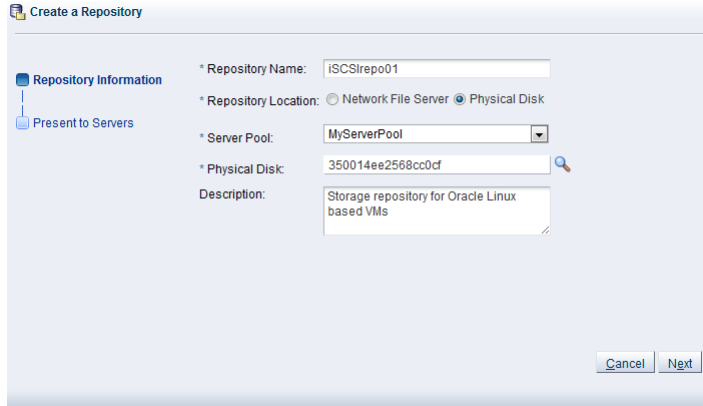 Create a Repository
Repository Information
Present to Servers
* Repository Name: iSCSIrepo01
* Repository Location: Network File Server Physical Disk
* Server Pool: MyServerPool
* Physical Disk: 350014ee2568cc0cf
Description: Storage repository for Oracle Linux
based VMs
Cancel Next